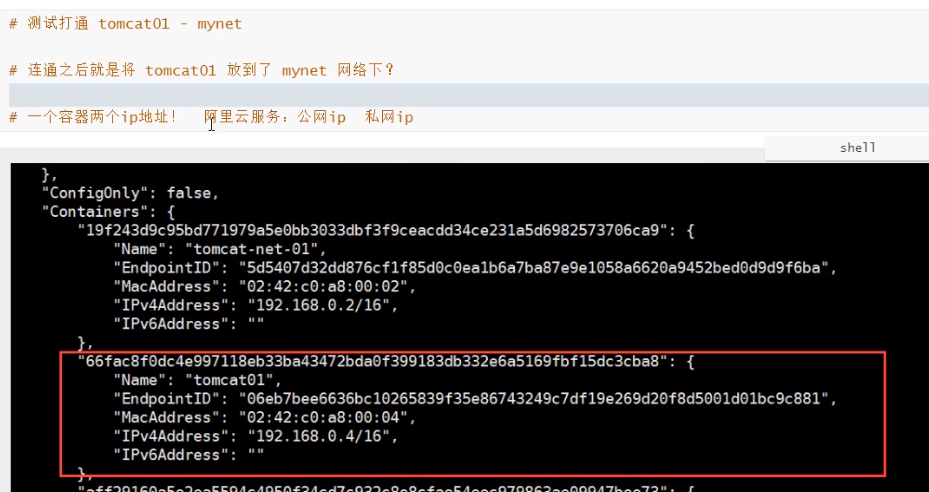 # 测试打通 tomcat01 - mynet
# 连通之后就是将 tomcat01 放到了 mynet 网络下？
# 一个容器两个ip地址！ 阿里云服务：公网ip 私网ip
shell
},
"ConfigOnly": false,
"Containers": {
"19f243d9c95bd771979a5e0bb3033dbf3f9ceacdd34ce231a5d6982573706ca9": {
"Name": "tomcat-net-01",
"EndpointID": "5d5407d32dd876cf1f85d0c0ea1b6a7ba87e9e1058a6620a9452bed0d9d9f6ba",
"MacAddress": "02:42:c0:a8:00:02",
"IPv4Address": "192.168.0.2/16",
"IPv6Address": ""
},
"66fac8f0dc4e997118eb33ba43472bda0f399183db332e6a5169fbf15dc3cba8": {
"Name": "tomcat01",
"EndpointID": "06eb7bee6636bc10265839f35e86743249c7df19e269d20f8d5001d01bc9c881",
"MacAddress": "02:42:c0:a8:00:04",
"IPv4Address": "192.168.0.4/16",
"IPv6Address": ""
},